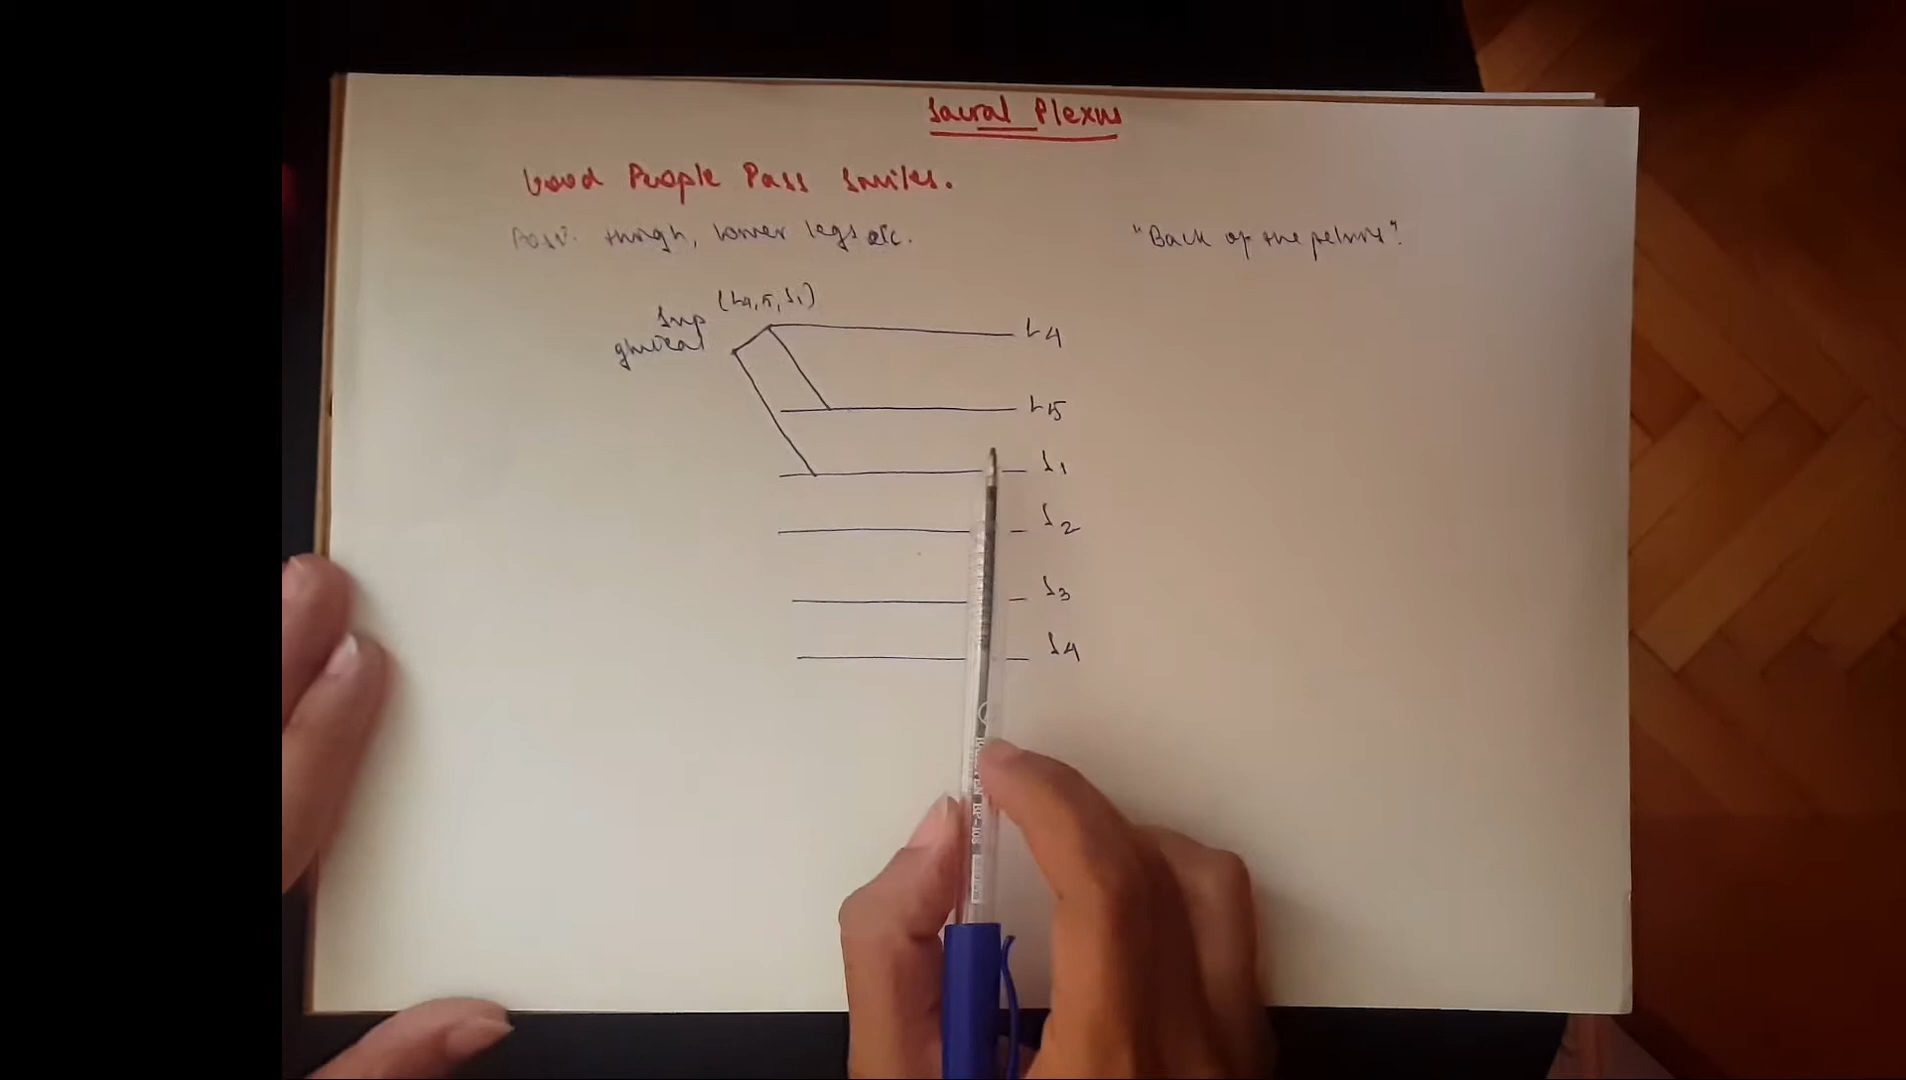 Sacral Plexus
Good People Pass Smiles.
Post. thigh, lower legs etc.
"Back of the pelvis".
(L4, 5, S1)
Sup
gluteal
L4
L5
S1
S2
S3
S4